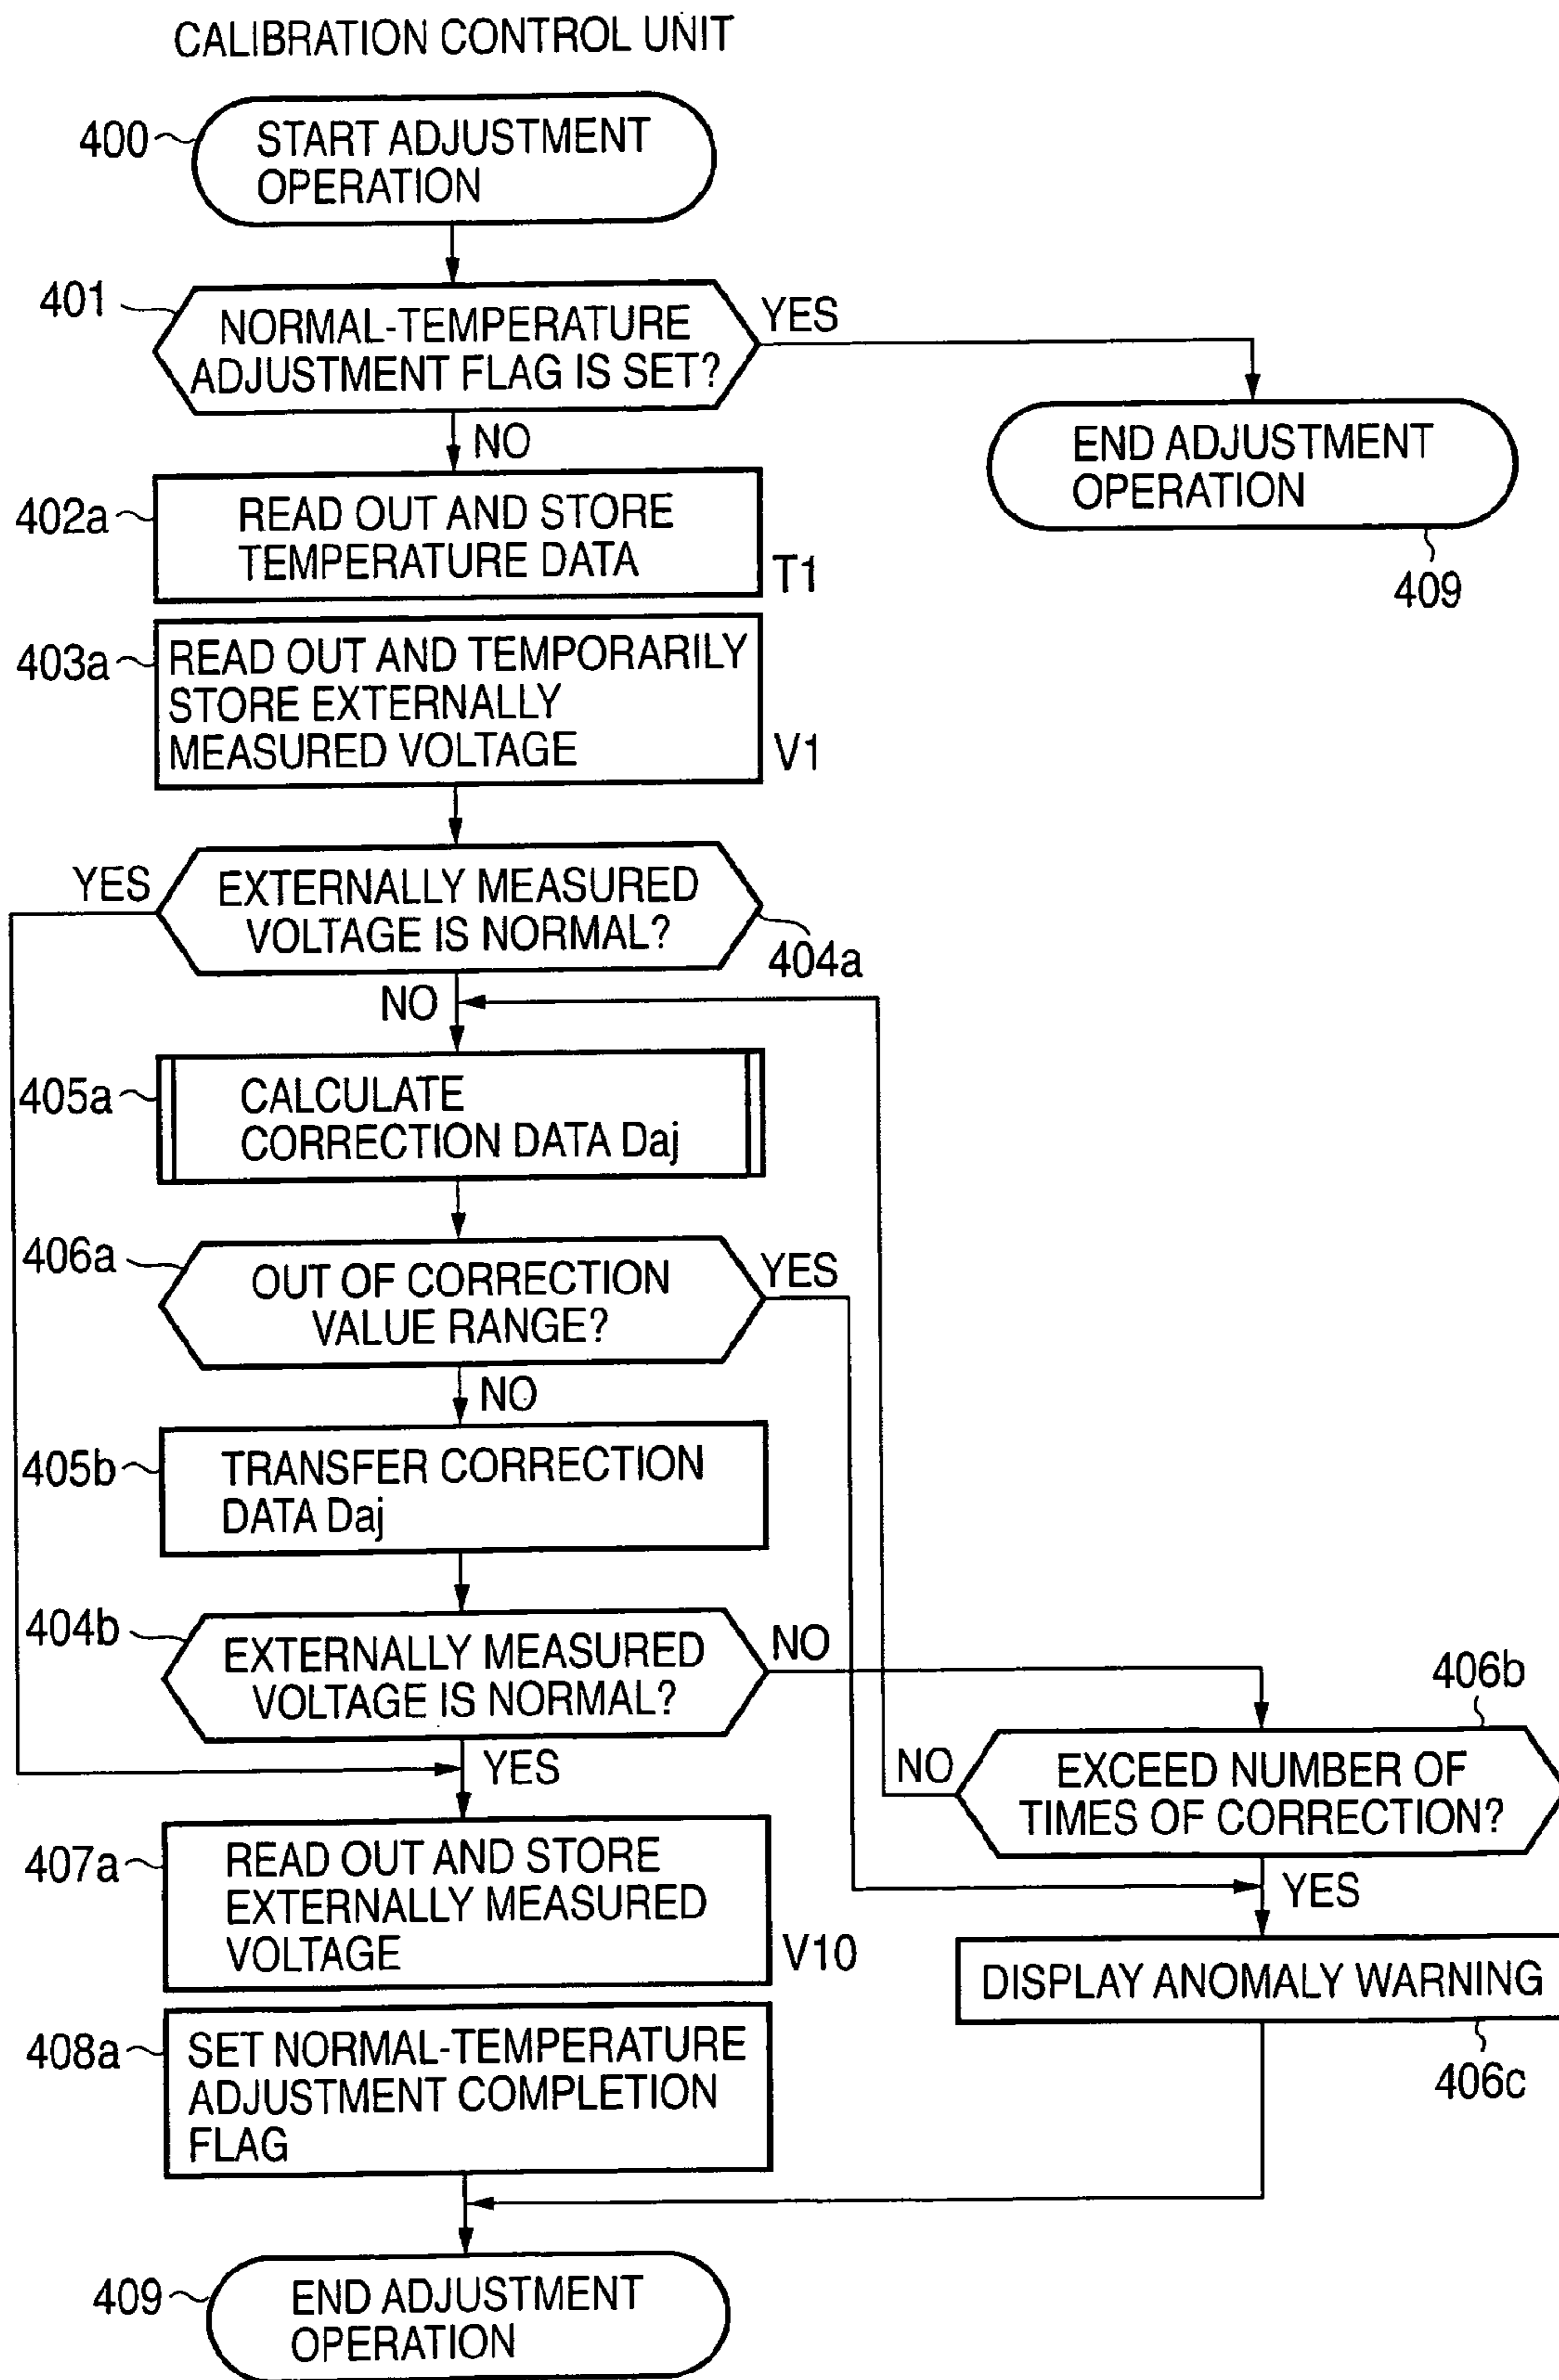 CALIBRATION CONTROL UNIT
400
START ADJUSTMENT
OPERATION
401
NORMAL-TEMPERATURE
ADJUSTMENT FLAG IS SET?
YES
NO
END ADJUSTMENT
OPERATION
409
402a
READ OUT AND STORE
TEMPERATURE DATA
T1
403a
READ OUT AND TEMPORARILY
STORE EXTERNALLY
MEASURED VOLTAGE
V1
YES
EXTERNALLY MEASURED
VOLTAGE IS NORMAL?
404a
NO
405a
CALCULATE
CORRECTION DATA Daj
406a
OUT OF CORRECTION
VALUE RANGE?
YES
NO
405b
TRANSFER CORRECTION
DATA Daj
404b
EXTERNALLY MEASURED
VOLTAGE IS NORMAL?
NO
YES
406b
NO
EXCEED NUMBER OF
TIMES OF CORRECTION?
YES
407a
READ OUT AND STORE
EXTERNALLY MEASURED
VOLTAGE
V10
DISPLAY ANOMALY WARNING
406c
408a
SET NORMAL-TEMPERATURE
ADJUSTMENT COMPLETION
FLAG
409
END ADJUSTMENT
OPERATION